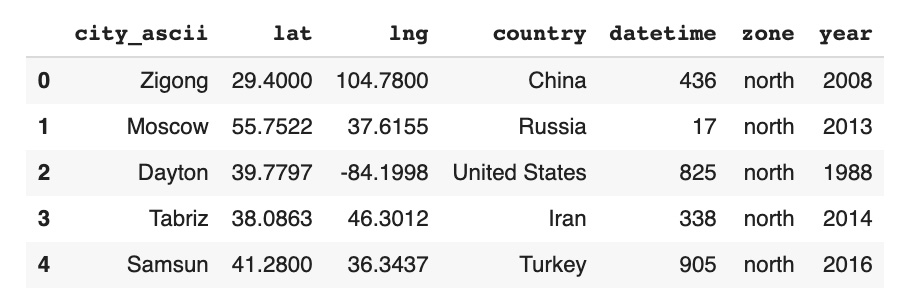 city_ascii lat lng country datetime zone year
0 Zigong 29.4000 104.7800 China 436 north 2008
1 Moscow 55.7522 37.6155 Russia 17 north 2013
2 Dayton 39.7797 -84.1998 United States 825 north 1988
3 Tabriz 38.0863 46.3012 Iran 338 north 2014
4 Samsun 41.2800 36.3437 Turkey 905 north 2016